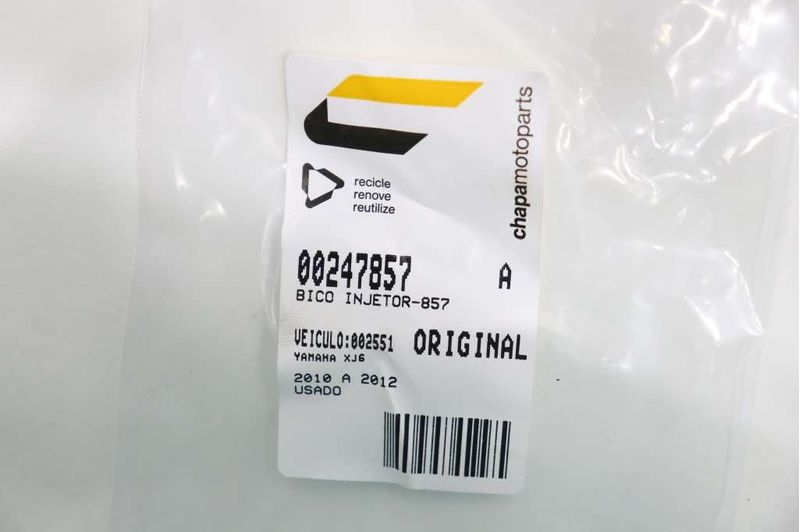 chapamotoparts
recicle
renove
reutilize
00247857 A
BICO INJETOR-857
VEICULO:002551 ORIGINAL
YAMAHA XJ6
2010 A 2012
USADO